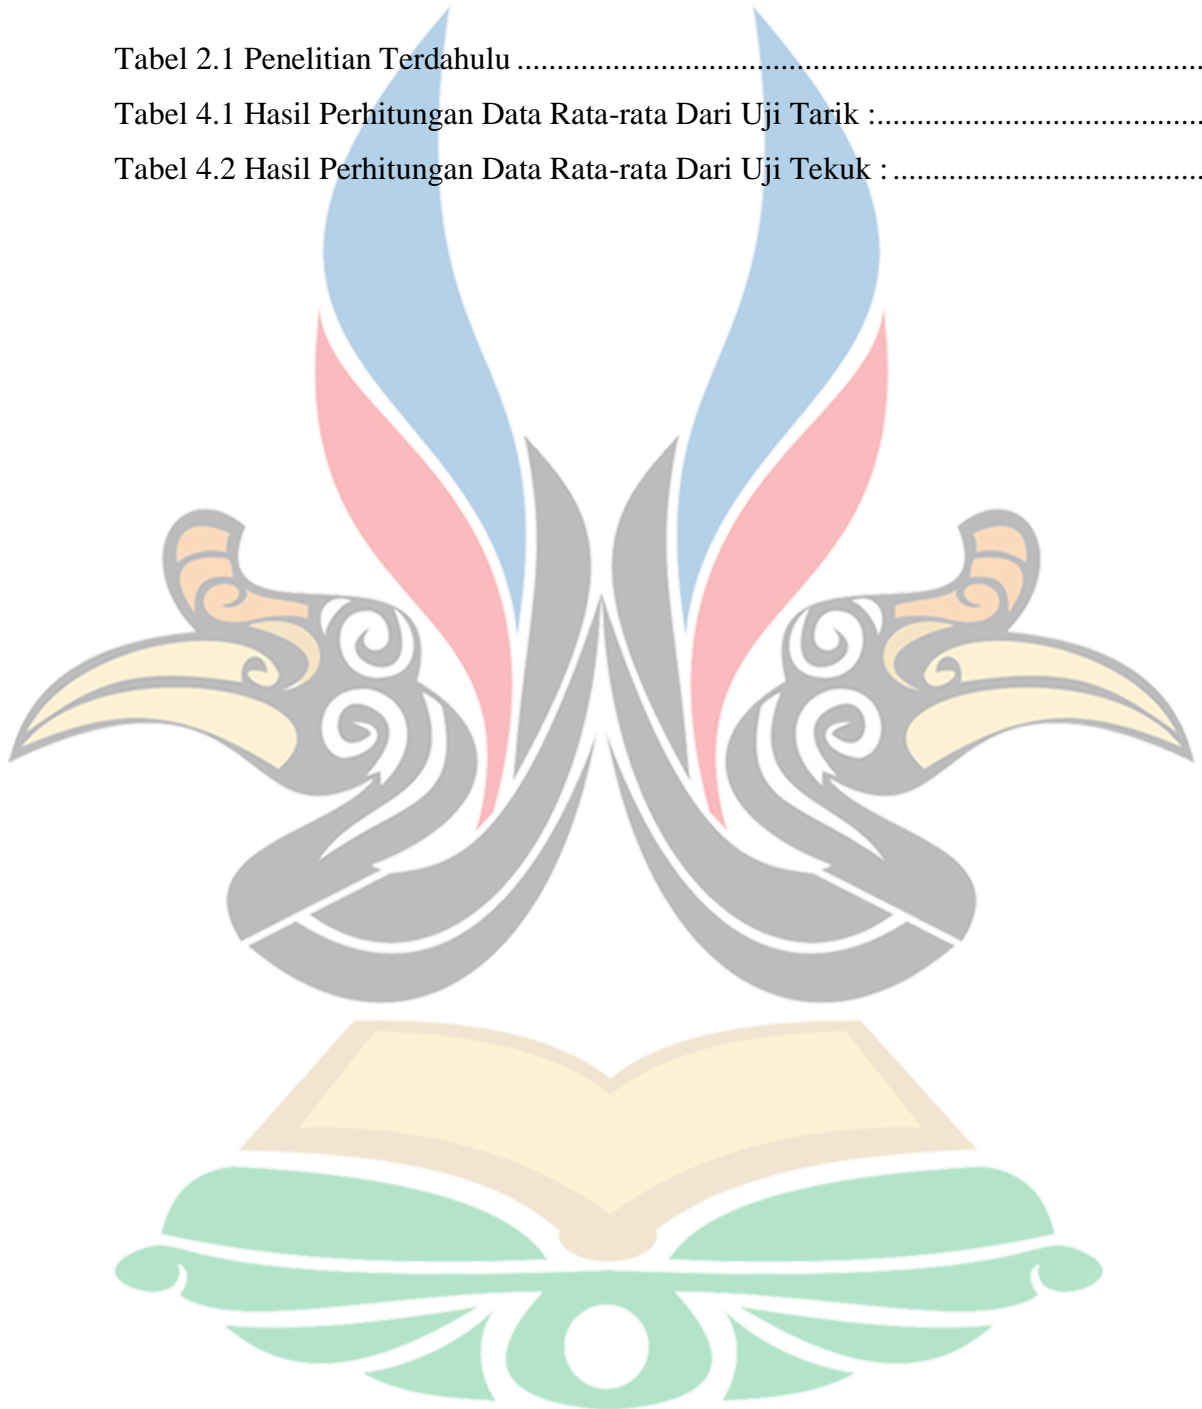 Tabel 2.1 Penelitian Terdahulu ......................................................................................
Tabel 4.1 Hasil Perhitungan Data Rata-rata Dari Uji Tarik :.........................................
Tabel 4.2 Hasil Perhitungan Data Rata-rata Dari Uji Tekuk : .......................................